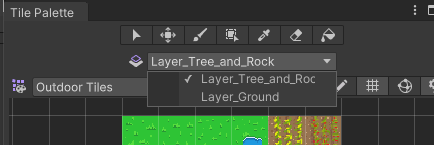 Tile Palette
Layer_Tree_and_Rock
Layer_Tree_and_Roc
Outdoor Tiles
Layer_Ground